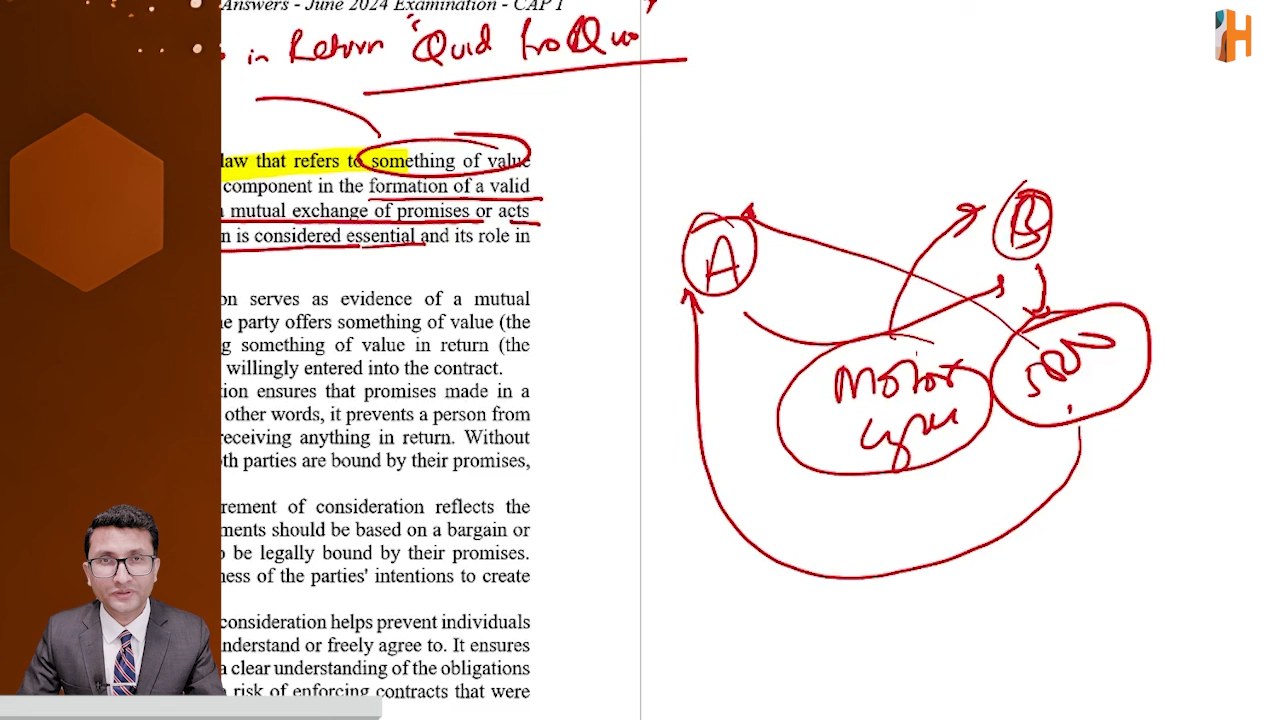 Answers - June 2024 Examination - CAP I
in Return "Quid Pro Quo
law that refers to something of value
component in the formation of a valid
mutual exchange of promises or acts
n is considered essential and its role in
on serves as evidence of a mutual
e party offers something of value (the
g something of value in return (the
willingly entered into the contract.
tion ensures that promises made in a
other words, it prevents a person from
receiving anything in return. Without
oth parties are bound by their promises,
rement of consideration reflects the
ments should be based on a bargain or
o be legally bound by their promises.
ness of the parties' intentions to create
consideration helps prevent individuals
nderstand or freely agree to. It ensures
a clear understanding of the obligations
risk of enforcing contracts that were
H
A
B
Motor